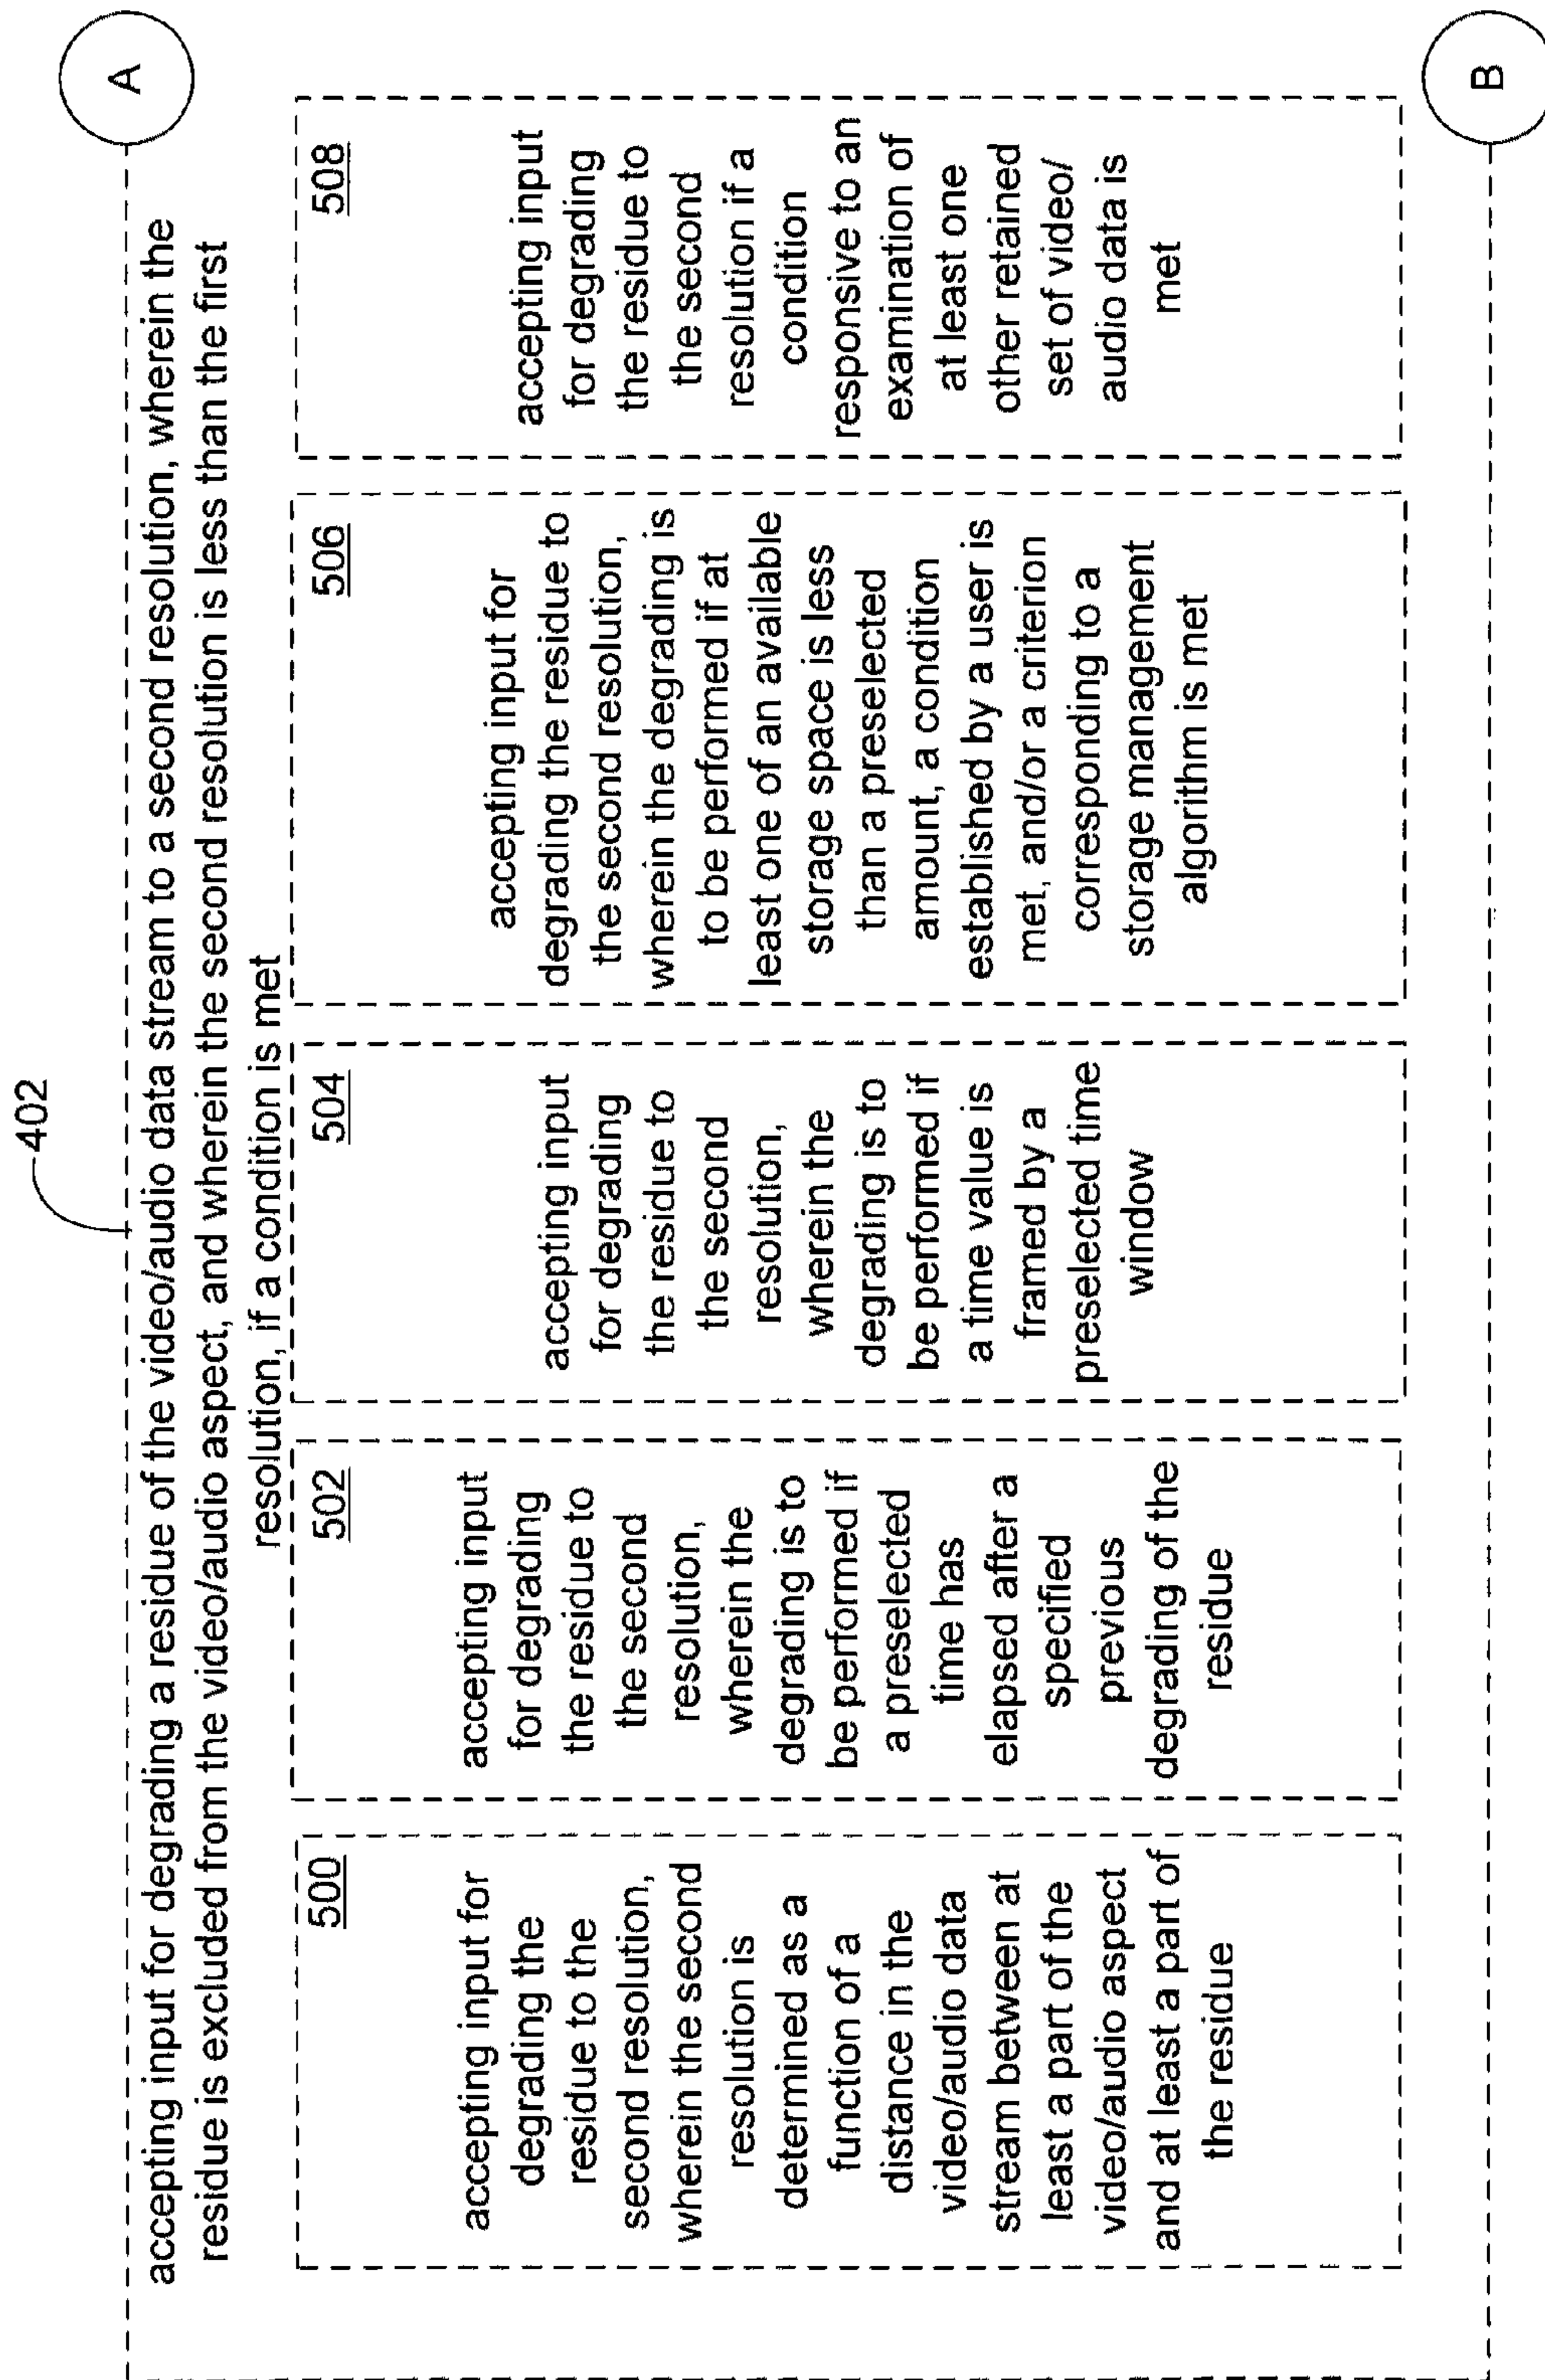 402
A
accepting input for degrading a residue of the video/audio data stream to a second resolution, wherein the
residue is excluded from the video/audio aspect, and wherein the second resolution is less than the first
resolution, if a condition is met
500
accepting input for
degrading the
residue to the
second resolution,
wherein the second
resolution is
determined as a
function of a
distance in the
video/audio data
stream between at
least a part of the
video/audio aspect
and at least a part of
the residue
502
accepting input
for degrading
the residue to
the second
resolution,
wherein the
degrading is to
be performed if
a preselected
time has
elapsed after a
specified
previous
degrading of the
residue
504
accepting input
for degrading
the residue to
the second
resolution,
wherein the
degrading is to
be performed if
a time value is
framed by a
preselected time
window
506
accepting input for
degrading the residue to
the second resolution,
wherein the degrading is
to be performed if at
least one of an available
storage space is less
than a preselected
amount, a condition
established by a user is
met, and/or a criterion
corresponding to a
storage management
algorithm is met
508
accepting input
for degrading
the residue to
the second
resolution if a
condition
responsive to an
examination of
at least one
other retained
set of video/
audio data is
met
B